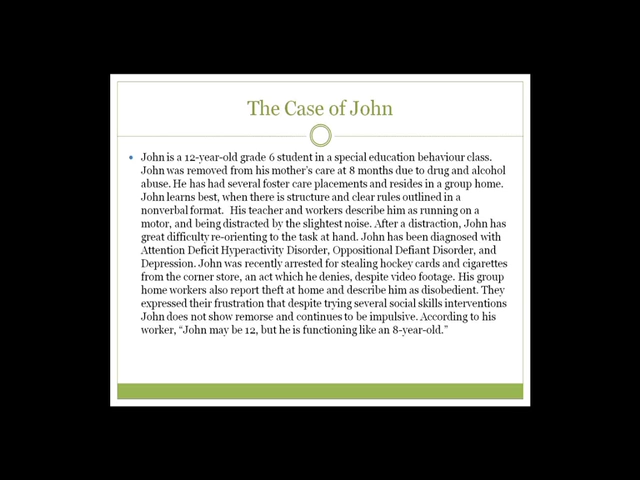 The Case of John
• John is a 12-year-old grade 6 student in a special education behaviour class.
John was removed from his mother's care at 8 months due to drug and alcohol
abuse. He has had several foster care placements and resides in a group home.
John learns best, when there is structure and clear rules outlined in a
nonverbal format.  His teacher and workers describe him as running on a
motor, and being distracted by the slightest noise. After a distraction, John has
great difficulty re-orienting to the task at hand. John has been diagnosed with
Attention Deficit Hyperactivity Disorder, Oppositional Defiant Disorder, and
Depression. John was recently arrested for stealing hockey cards and cigarettes
from the corner store, an act which he denies, despite video footage. His group
home workers also report theft at home and describe him as disobedient. They
expressed their frustration that despite trying several social skills interventions
John does not show remorse and continues to be impulsive. According to his
worker, “John may be 12, but he is functioning like an 8-year-old.”